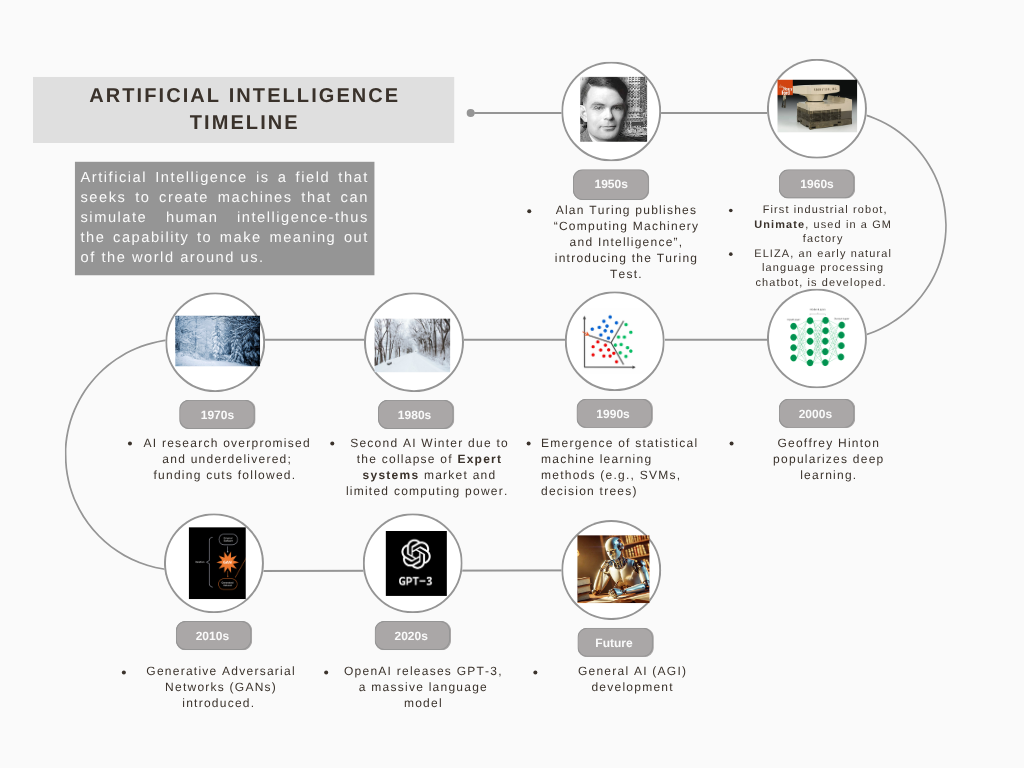 ARTIFICIAL INTELLIGENCE
TIMELINE
Artificial Intelligence is a field that
seeks to create machines that can
simulate human intelligence-thus
the capability to make meaning out
of the world around us.
1950s
• Alan Turing publishes
“Computing Machinery
and Intelligence”,
introducing the Turing
Test.
1960s
• First industrial robot,
Unimate, used in a GM
factory
• ELIZA, an early natural
language processing
chatbot, is developed.
1970s
• AI research overpromised
and underdelivered;
funding cuts followed.
1980s
• Second AI Winter due to
the collapse of Expert
systems market and
limited computing power.
1990s
• Emergence of statistical
machine learning
methods (e.g., SVMs,
decision trees)
2000s
• Geoffrey Hinton
popularizes deep
learning.
2010s
• Generative Adversarial
Networks (GANs)
introduced.
GPT-3
2020s
• OpenAI releases GPT-3,
a massive language
model
Future
• General AI (AGI)
development